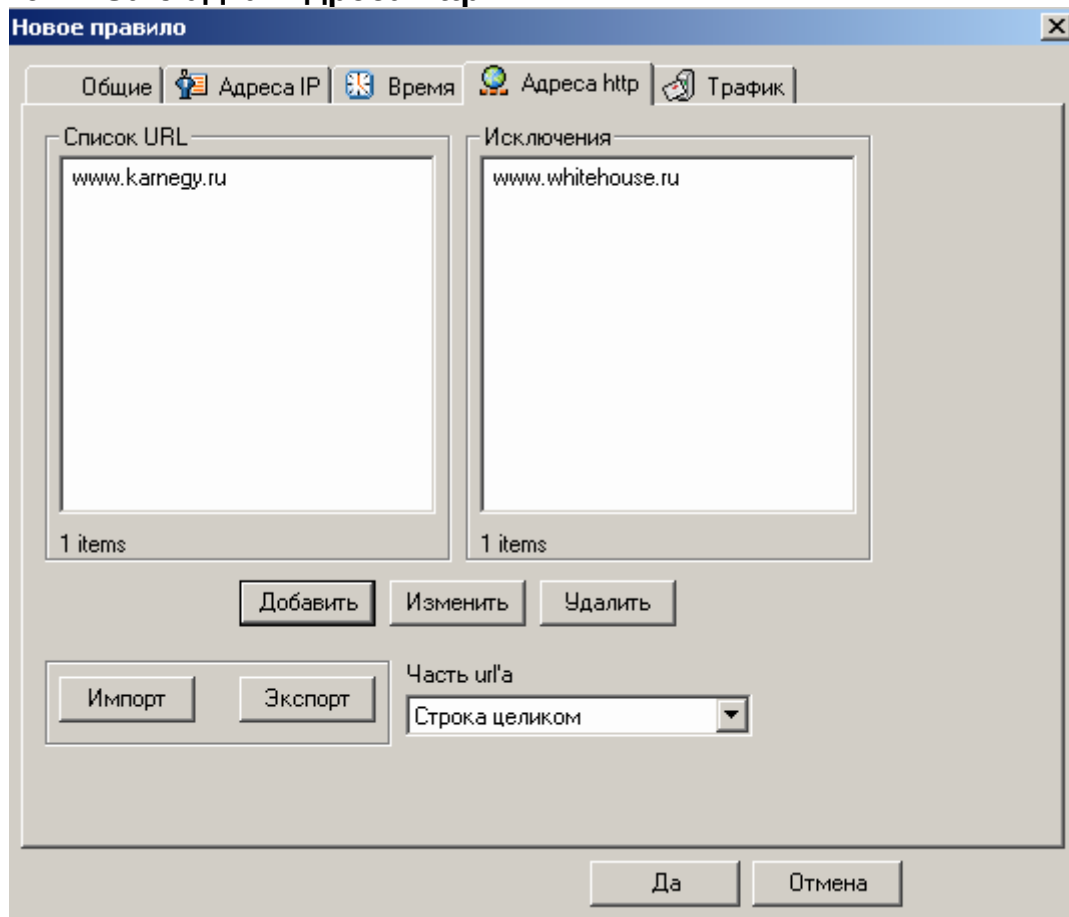 Новое правило
Общие Адреса IP Время Адреса http Трафик
Список URL
www.karnegy.ru
1 items
Исключения
www.whitehouse.ru
1 items
Добавить Изменить Удалить
Импорт Экспорт
Часть url'а
Строка целиком
Да Отмена